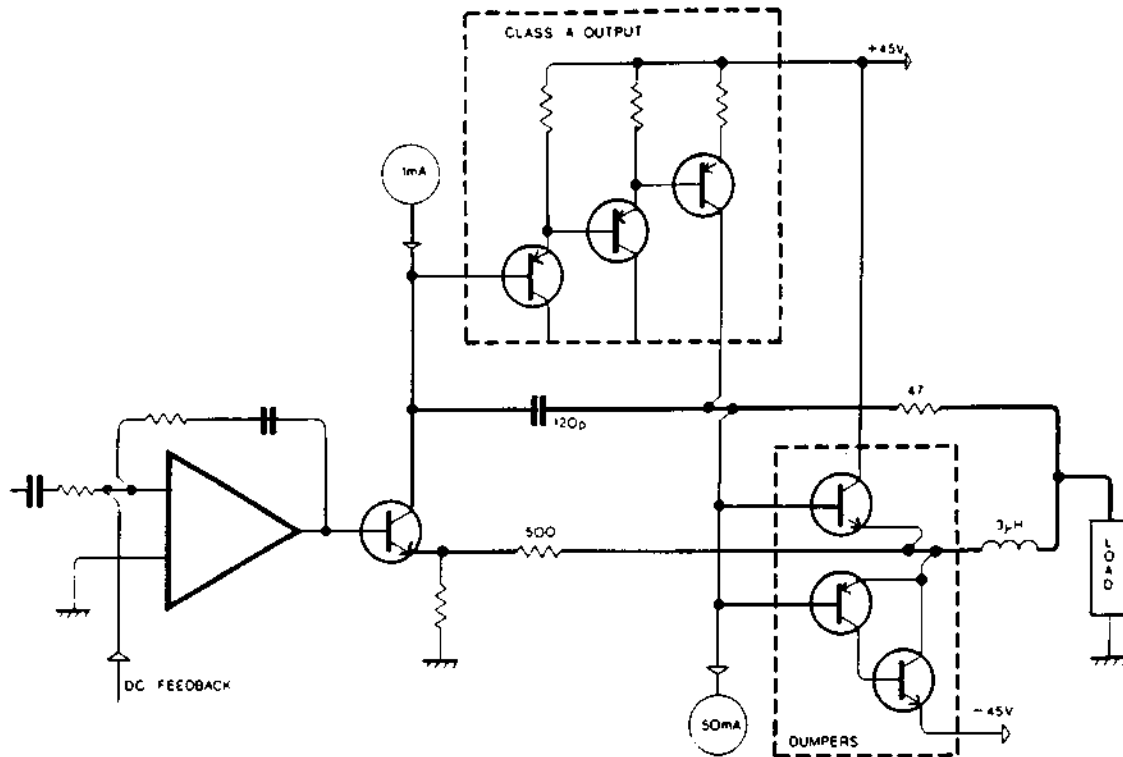 CLASS A OUTPUT
+45V
1mA
120p
47
500
3µH
LOAD
DC FEEDBACK
50mA
-45V
DUMPERS